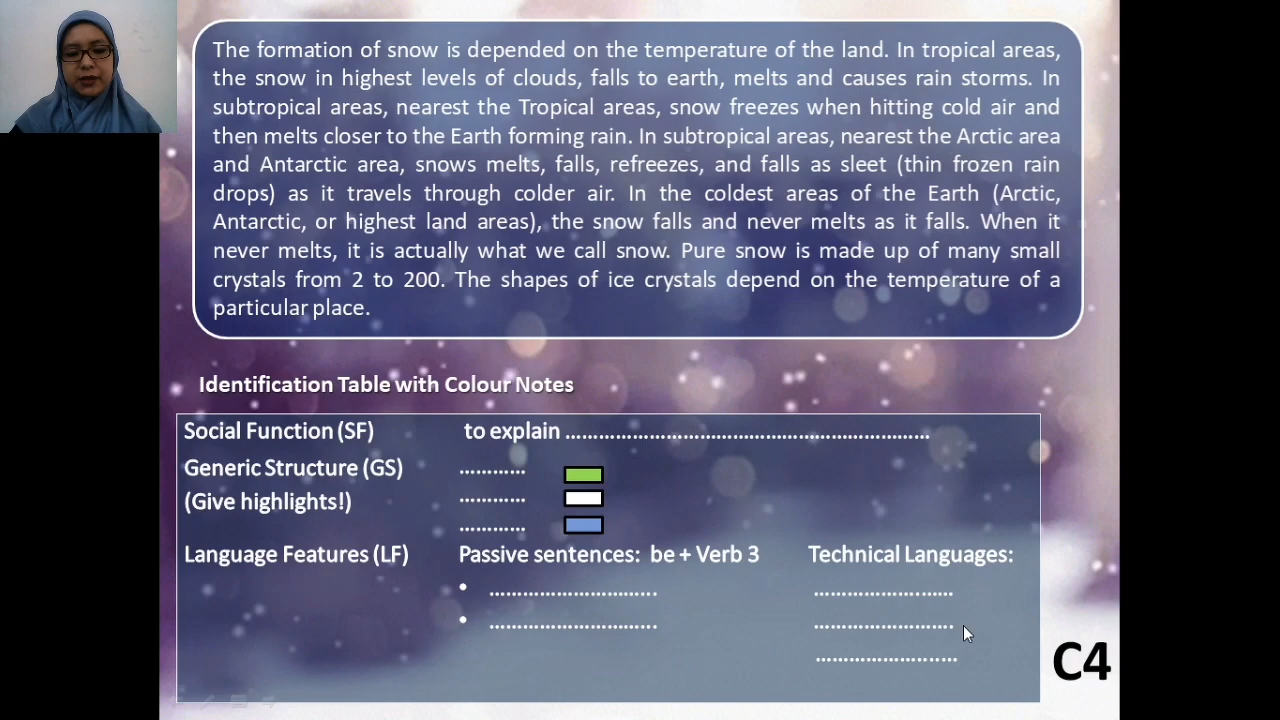 The formation of snow is depended on the temperature of the land. In tropical areas,
the snow in highest levels of clouds, falls to earth, melts and causes rain storms. In
subtropical areas, nearest the Tropical areas, snow freezes when hitting cold air and
then melts closer to the Earth forming rain. In subtropical areas, nearest the Arctic area
and Antarctic area, snows melts, falls, refreezes, and falls as sleet (thin frozen rain
drops) as it travels through colder air. In the coldest areas of the Earth (Arctic,
Antarctic, or highest land areas), the snow falls and never melts as it falls. When it
never melts, it is actually what we call snow. Pure snow is made up of many small
crystals from 2 to 200. The shapes of ice crystals depend on the temperature of a
particular place.
Identification Table with Colour Notes
Social Function (SF) to explain ................................................................
Generic Structure (GS) ............
(Give highlights!) ............
............
Language Features (LF) Passive sentences: be + Verb 3 Technical Languages:
• .............................. .........................
• .............................. .........................
.........................
C4